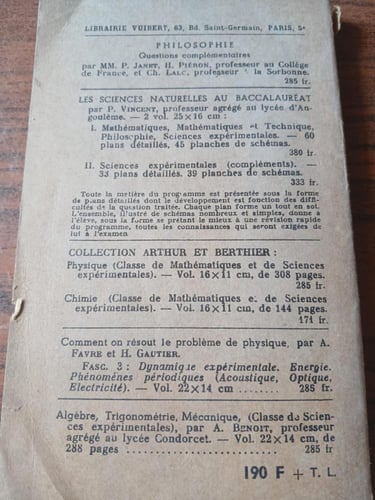 LIBRAIRIE VUIBERT, 63, Bd. Saint-Germain, PARIS, 5e
PHILOSOPHIE
Questions complémentaires
par MM. P. JANET, H. PIÉRON, professeur au Collège
de France, et Ch. LALC, professeur à la Sorbonne.
285 fr.
LES SCIENCES NATURELLES AU BACCALAURÉAT
par P. VINCENT, professeur agrégé au lycée d'An-
goulême. — 2 vol. 25×16 cm :
I. Mathématiques, Mathématiques et Technique,
Philosophie, Sciences expérimentales. — 60
plans détaillés, 45 planches de schémas.
380 fr.
II. Sciences expérimentales (compléments). —
33 plans détaillés. 39 planches de schémas.
333 fr.
Toute la matière du programme est présentée sous la forme
de plans détaillés dont le développement est fonction des diffi-
cultés de la question traitée. Chaque plan forme un tout en soi.
L'ensemble, illustré de schémas nombreux et simples, donne à
l'élève, sous la forme se prêtant le mieux à une révision rapide
du programme, toutes les connaissances qui seront exigées de
lui à l'examen
COLLECTION ARTHUR ET BERTHIER :
Physique (Classe de Mathématiques et de Sciences
expérimentales). — Vol. 16×11 cm, de 308 pages.
285 fr.
Chimie (Classe de Mathématiques et de Sciences
expérimentales). — Vol. 16×11 cm, de 144 pages.
171 fr.
Comment on résout le problème de physique, par A.
FAVRE et H. GAUTIER.
FASC. 3 : Dynamique expérimentale. Energie.
Phénomènes périodiques (Acoustique, Optique,
Electricité). — Vol. 22×14 cm ........ 285 fr.
Algèbre, Trigonométrie, Mécanique, (Classe de Scien-
ces expérimentales), par A. BENOIT, professeur
agrégé au lycée Condorcet. — Vol. 22×14 cm, de
288 pages ........................ 285 fr
190 F + T. L.